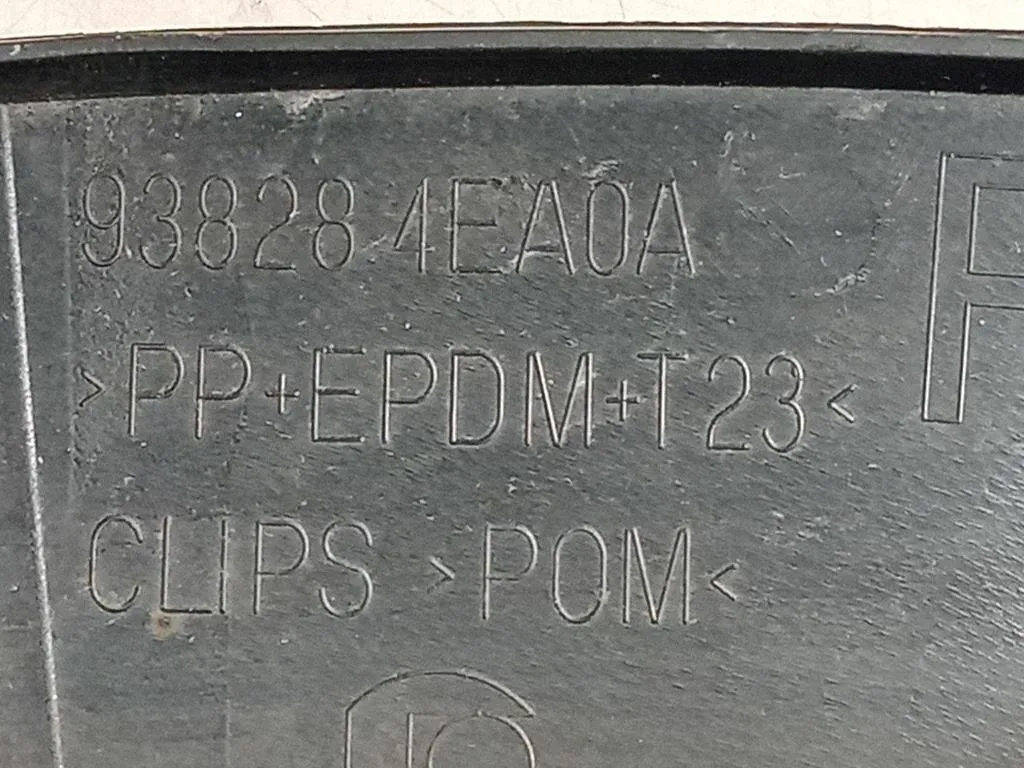 93828 4EA0A
>PP+EPDM+T23<
CLIPS >POM<